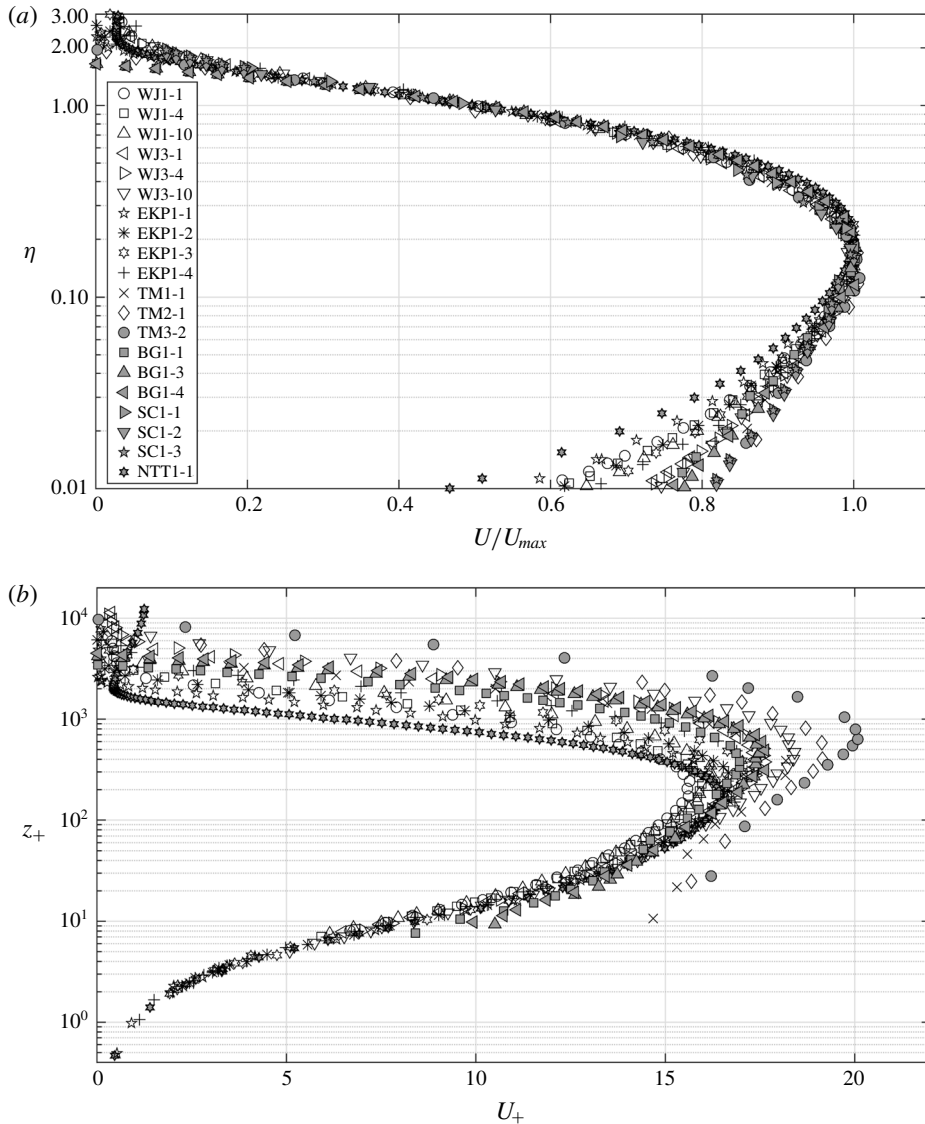 (a)
3.00
2.00
1.00
0.10
0.01
η
WJ1-1
WJ1-4
WJ1-10
WJ3-1
WJ3-4
WJ3-10
EKP1-1
EKP1-2
EKP1-3
EKP1-4
TM1-1
TM2-1
TM3-2
BG1-1
BG1-3
BG1-4
SC1-1
SC1-2
SC1-3
NTT1-1
0 0.2 0.4 0.6 0.8 1.0
U/Umax
(b)
10⁴
10³
10²
10¹
10⁰
z₊
0 5 10 15 20
U₊